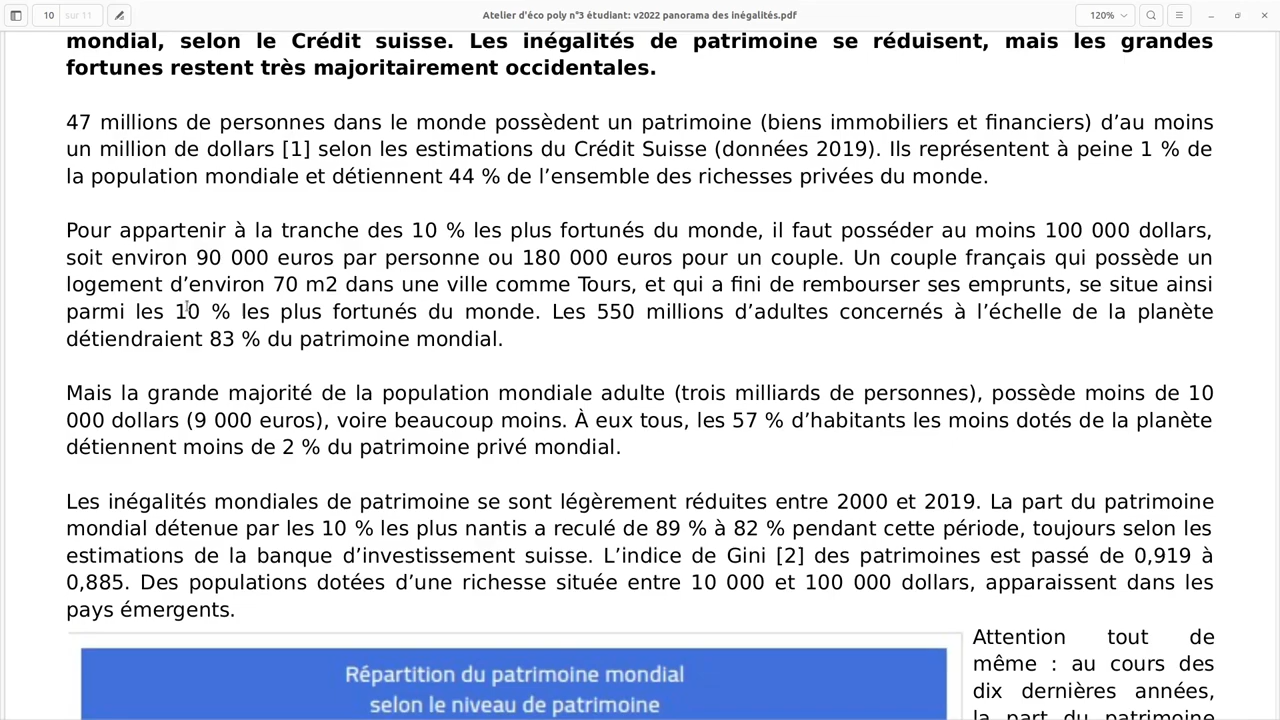 10 sur 11
Atelier d'éco poly n°3 étudiant: v2022 panorama des inégalités.pdf
120%
mondial, selon le Crédit suisse. Les inégalités de patrimoine se réduisent, mais les grandes
fortunes restent très majoritairement occidentales.
47 millions de personnes dans le monde possèdent un patrimoine (biens immobiliers et financiers) d’au moins
un million de dollars [1] selon les estimations du Crédit Suisse (données 2019). Ils représentent à peine 1 % de
la population mondiale et détiennent 44 % de l’ensemble des richesses privées du monde.
Pour appartenir à la tranche des 10 % les plus fortunés du monde, il faut posséder au moins 100 000 dollars,
soit environ 90 000 euros par personne ou 180 000 euros pour un couple. Un couple français qui possède un
logement d’environ 70 m2 dans une ville comme Tours, et qui a fini de rembourser ses emprunts, se situe ainsi
parmi les 10 % les plus fortunés du monde. Les 550 millions d’adultes concernés à l’échelle de la planète
détiendraient 83 % du patrimoine mondial.
Mais la grande majorité de la population mondiale adulte (trois milliards de personnes), possède moins de 10
000 dollars (9 000 euros), voire beaucoup moins. À eux tous, les 57 % d’habitants les moins dotés de la planète
détiennent moins de 2 % du patrimoine privé mondial.
Les inégalités mondiales de patrimoine se sont légèrement réduites entre 2000 et 2019. La part du patrimoine
mondial détenue par les 10 % les plus nantis a reculé de 89 % à 82 % pendant cette période, toujours selon les
estimations de la banque d’investissement suisse. L’indice de Gini [2] des patrimoines est passé de 0,919 à
0,885. Des populations dotées d’une richesse située entre 10 000 et 100 000 dollars, apparaissent dans les
pays émergents.
Répartition du patrimoine mondial
selon le niveau de patrimoine
Attention tout de
même : au cours des
dix dernières années,
la part du patrimoine